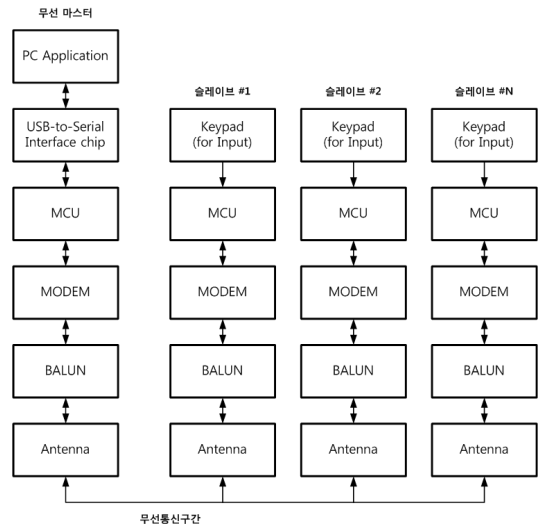 무선 마스터
PC Application
USB-to-Serial
Interface chip
MCU
MODEM
BALUN
Antenna
슬레이브 #1
Keypad
(for Input)
MCU
MODEM
BALUN
Antenna
슬레이브 #2
Keypad
(for Input)
MCU
MODEM
BALUN
Antenna
슬레이브 #N
Keypad
(for Input)
MCU
MODEM
BALUN
Antenna
무선통신구간